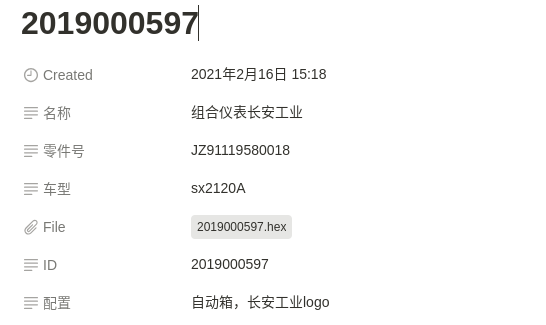 2019000597
Created 2021年2月16日 15:18
名称 组合仪表长安工业
零件号 JZ91119580018
车型 sx2120A
File 2019000597.hex
ID 2019000597
配置 自动箱，长安工业logo